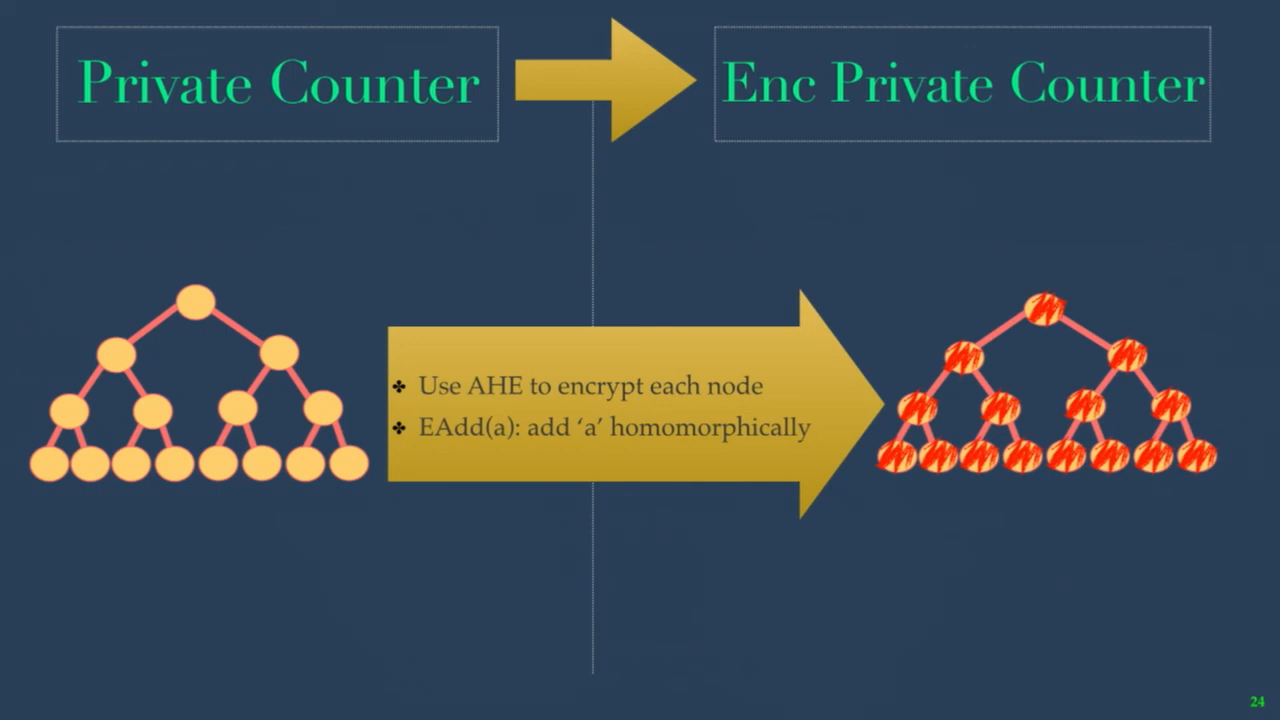 Private Counter
Enc Private Counter
❖ Use AHE to encrypt each node
❖ EAdd(a): add ‘a’ homomorphically
24